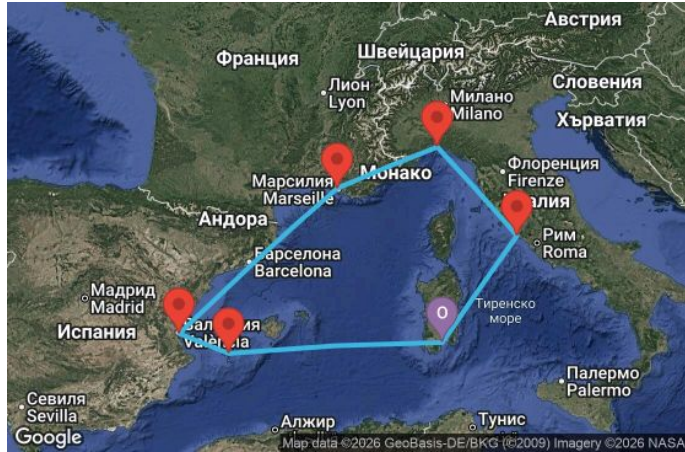 Австрия
Франция
Швейцария
Лион
Lyon
Милано
Milano
Словения
Хърватия
Марсилия
Marseille
Монако
Флоренция
Firenze
Андора
Рим
Roma
Барселона
Barcelona
Мадрид
Madrid
O
Тиренско
море
Испания
València
Палермо
Palermo
Севиля
Sevilla
Алжир
Тунис
Google
Map data ©2026 GeoBasis-DE/BKG (©2009) Imagery ©2026 NASA